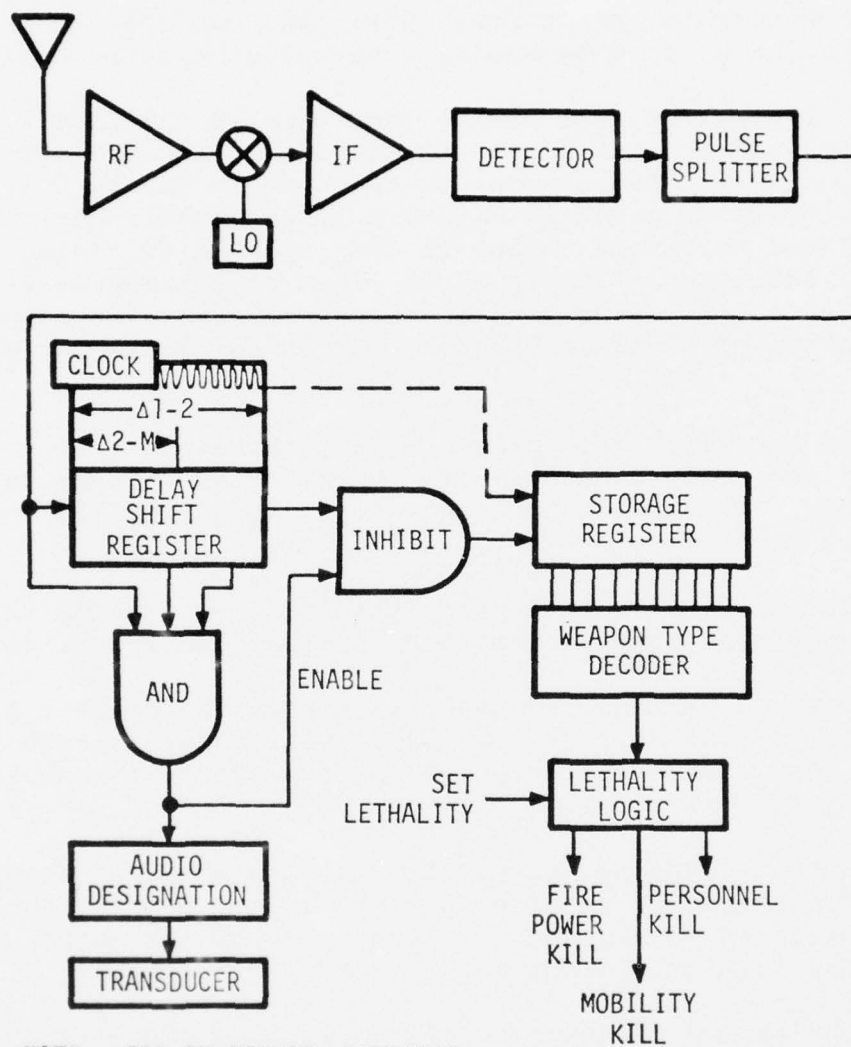 RF
IF
DETECTOR
PULSE
SPLITTER
LO
CLOCK
Δ1-2
Δ2-M
DELAY
SHIFT
REGISTER
INHIBIT
STORAGE
REGISTER
WEAPON TYPE
DECODER
AND
ENABLE
SET
LETHALITY
LETHALITY
LOGIC
AUDIO
DESIGNATION
TRANSDUCER
FIRE
POWER
KILL
PERSONNEL
KILL
MOBILITY
KILL